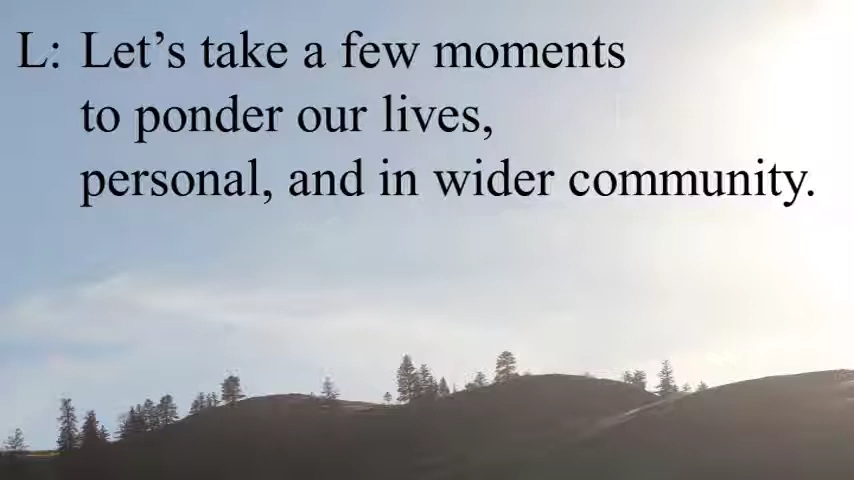 L: Let’s take a few moments
to ponder our lives,
personal, and in wider community.